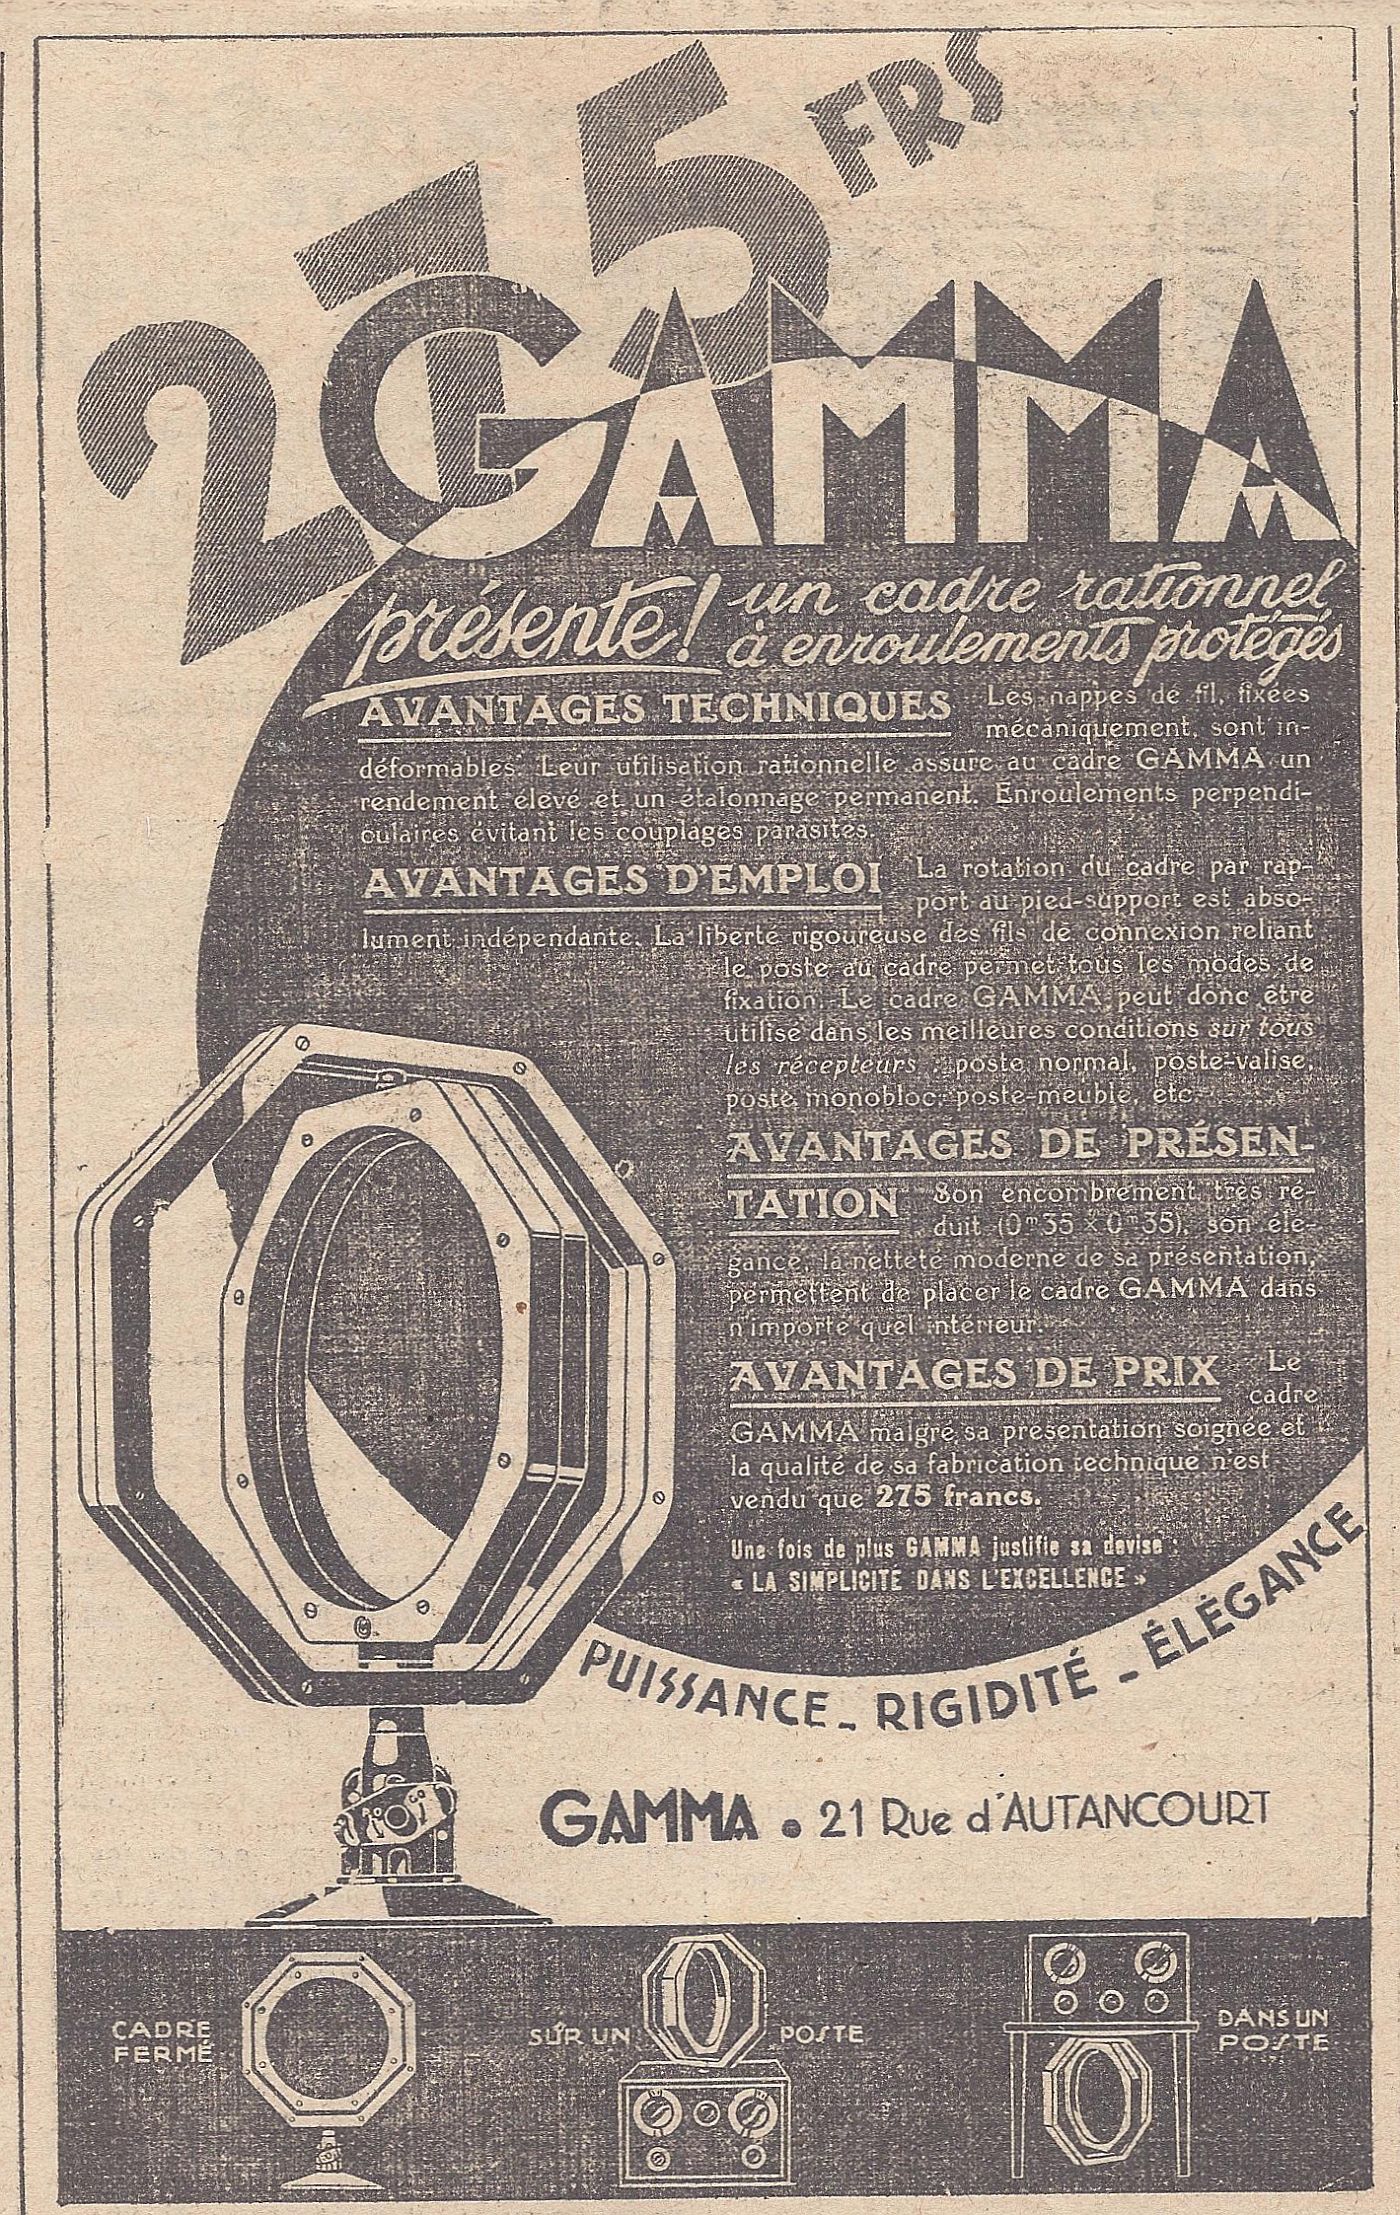 275 FRS
GAMMA
présente! un cadre rationnel
à enroulements protégés
AVANTAGES TECHNIQUES Les nappes de fil, fixées
mécaniquement, sont in-
déformables. Leur utilisation rationnelle assure au cadre GAMMA un
rendement élevé et un étalonnage permanent. Enroulements perpendi-
culaires évitant les couplages parasites.
AVANTAGES D'EMPLOI La rotation du cadre par rap-
port au pied-support est abso-
lument indépendante. La liberté rigoureuse des fils de connexion reliant
le poste au cadre permet tous les modes de
fixation. Le cadre GAMMA peut donc être
utilisé dans les meilleures conditions sur tous
les récepteurs : poste normal, poste-valise,
poste monobloc, poste-meuble, etc.
AVANTAGES DE PRÉSEN-
TATION Son encombrement très ré-
duit (0m35 × 0m35), son élé-
gance, la netteté moderne de sa présentation,
permettent de placer le cadre GAMMA dans
n'importe quel intérieur.
AVANTAGES DE PRIX Le
cadre
GAMMA malgré sa présentation soignée et
la qualité de sa fabrication technique n'est
vendu que 275 francs.
Une fois de plus GAMMA justifie sa devise :
« LA SIMPLICITÉ DANS L'EXCELLENCE »
PUISSANCE - RIGIDITÉ - ÉLÉGANCE
GAMMA • 21 Rue d'AUTANCOURT
CADRE
FERMÉ
SUR UN POSTE
DANS UN
POSTE